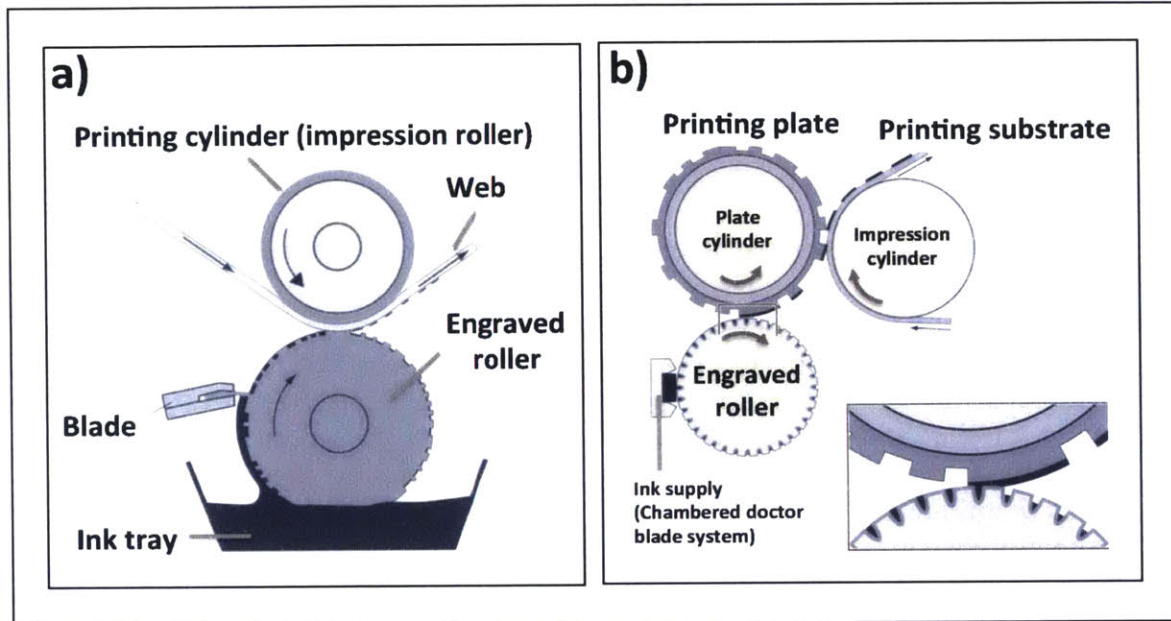 a)
Printing cylinder (impression roller)
Web
Engraved
roller
Blade
Ink tray
b)
Printing plate
Printing substrate
Plate
cylinder
Impression
cylinder
Engraved
roller
Ink supply
(Chambered doctor
blade system)